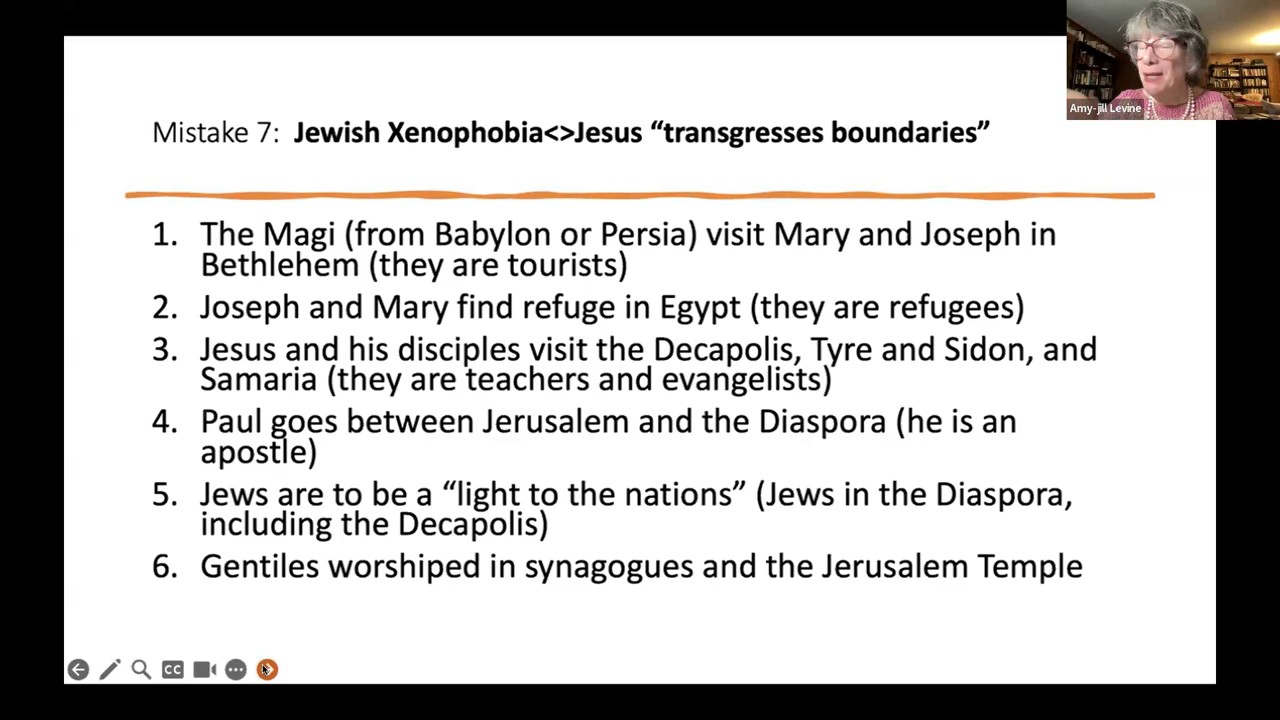 Amy-jill Levine
Mistake 7: Jewish Xenophobia<>Jesus “transgresses boundaries”
1. The Magi (from Babylon or Persia) visit Mary and Joseph in
Bethlehem (they are tourists)
2. Joseph and Mary find refuge in Egypt (they are refugees)
3. Jesus and his disciples visit the Decapolis, Tyre and Sidon, and
Samaria (they are teachers and evangelists)
4. Paul goes between Jerusalem and the Diaspora (he is an
apostle)
5. Jews are to be a “light to the nations” (Jews in the Diaspora,
including the Decapolis)
6. Gentiles worshiped in synagogues and the Jerusalem Temple
CC